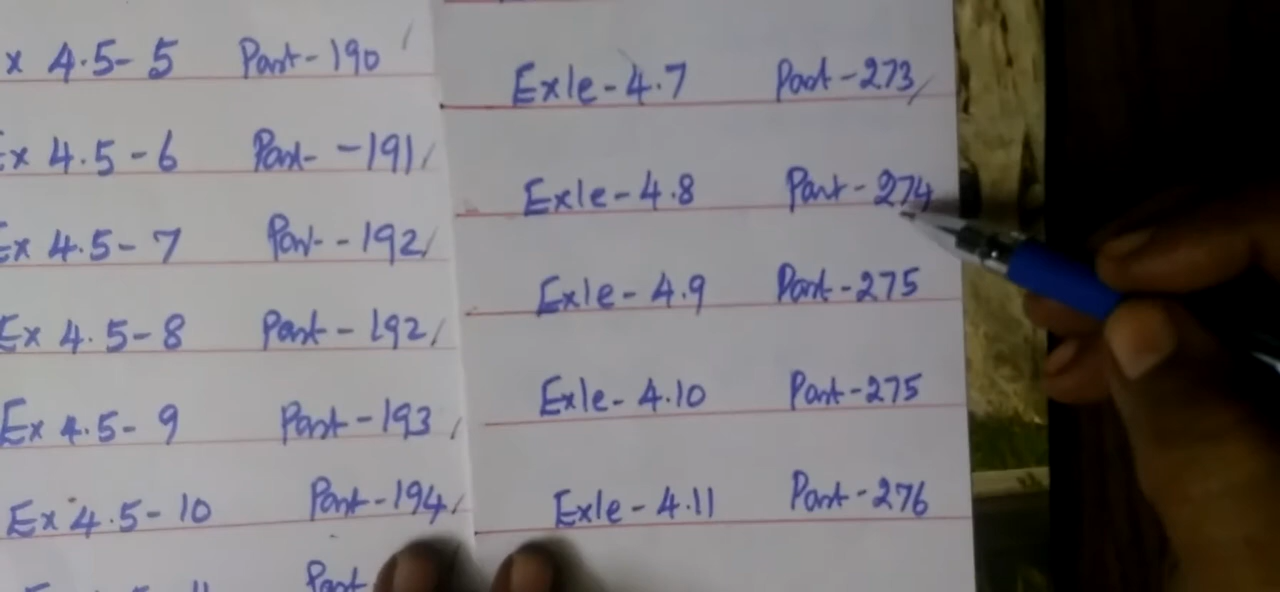 x 4.5-5 Part-190
Ex 4.5-6 Part--191
Ex 4.5-7 Part--192
Ex 4.5-8 Part-192
Ex 4.5-9 Part-193
Ex 4.5-10 Part-194
Part
Exle-4.7 Part-273
Exle-4.8 Part-274
Exle-4.9 Part-275
Exle-4.10 Part-275
Exle-4.11 Part-276